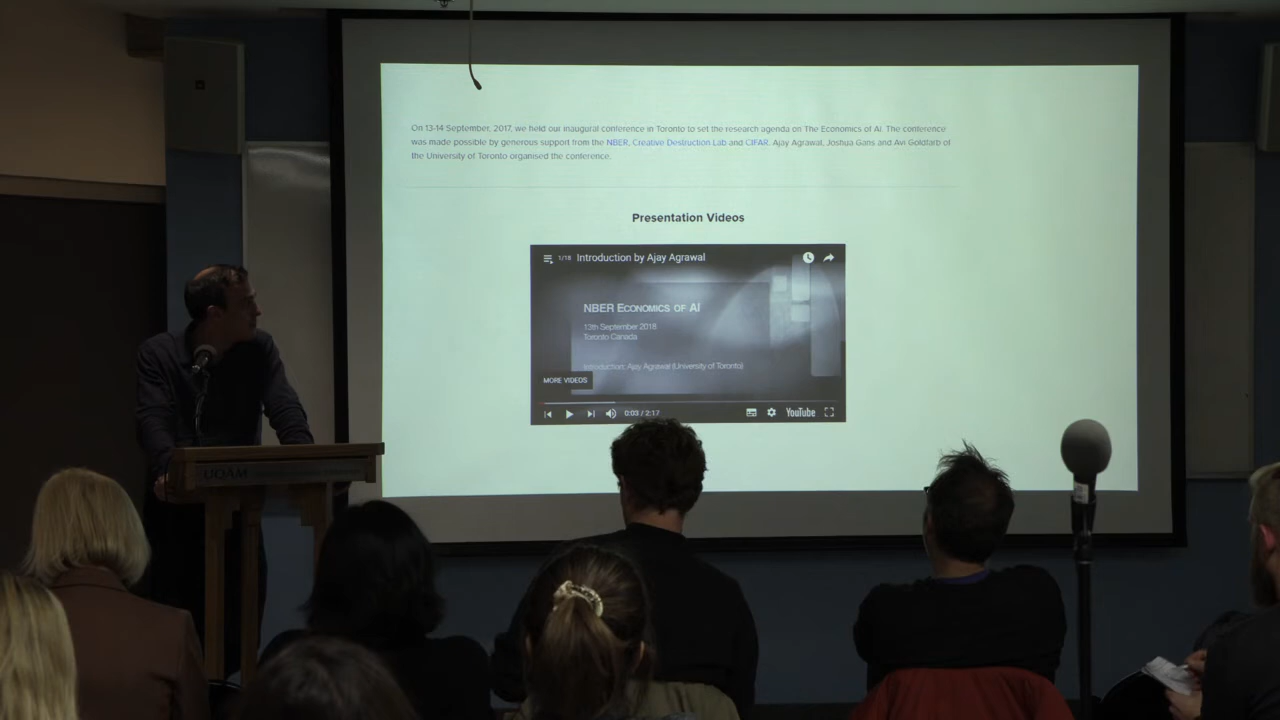 On 13-14 September, 2017, we held our inaugural conference in Toronto to set the research agenda on The Economics of AI. The conference
was made possible by generous support from the NBER, Creative Destruction Lab and CIFAR. Ajay Agrawal, Joshua Gans and Avi Goldfarb of
the University of Toronto organised the conference.
Presentation Videos
1/18 Introduction by Ajay Agrawal
NBER ECONOMICS OF AI
13th September 2018
Toronto Canada
Introduction: Ajay Agrawal (University of Toronto)
MORE VIDEOS
0:03 / 2:17
YouTube
UQAM